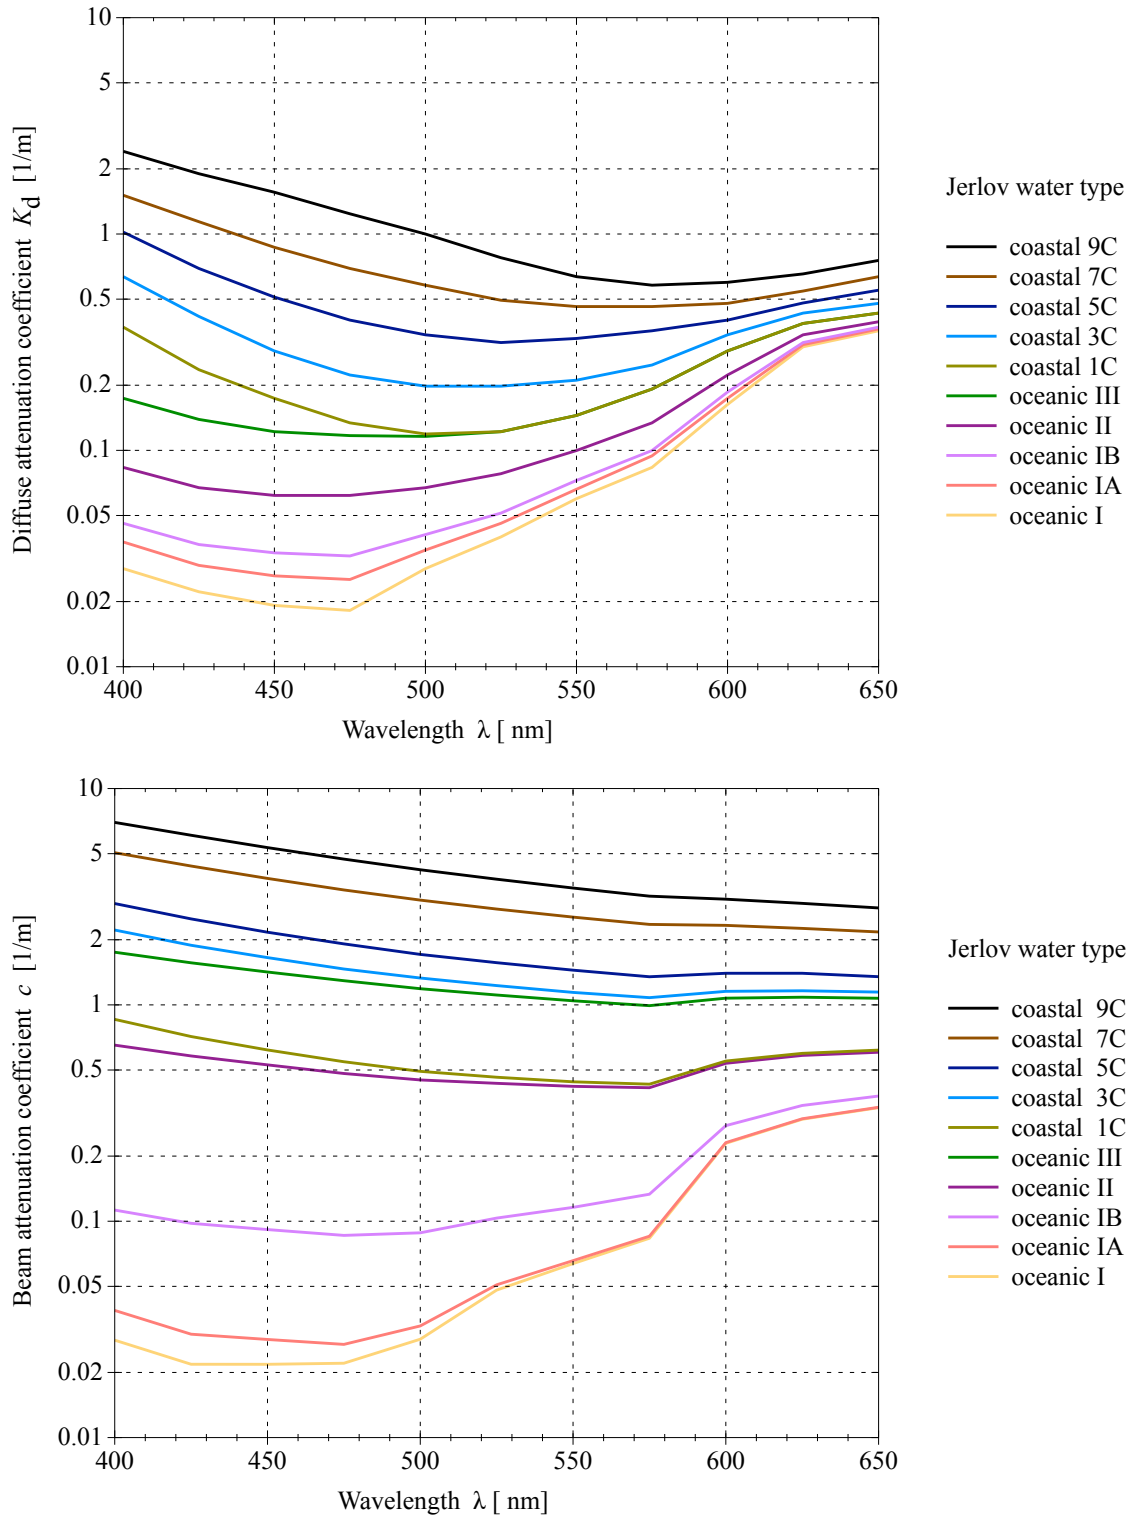 10
5
2
1
0.5
0.2
0.1
0.05
0.02
0.01
Diffuse attenuation coefficient K_d [1/m]
400 450 500 550 600 650
Wavelength λ [ nm]
Jerlov water type
coastal 9C
coastal 7C
coastal 5C
coastal 3C
coastal 1C
oceanic III
oceanic II
oceanic IB
oceanic IA
oceanic I
10
5
2
1
0.5
0.2
0.1
0.05
0.02
0.01
Beam attenuation coefficient c [1/m]
400 450 500 550 600 650
Wavelength λ [ nm]
Jerlov water type
coastal 9C
coastal 7C
coastal 5C
coastal 3C
coastal 1C
oceanic III
oceanic II
oceanic IB
oceanic IA
oceanic I